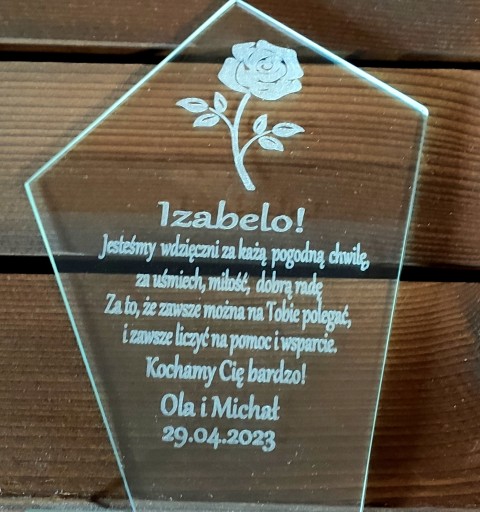 Izabelo!
Jesteśmy wdzięczni za każą pogodną chwilę,
za uśmiech, miłość, dobrą radę
Za to, że zawsze można na Tobie polegać,
i zawsze liczyć na pomoc i wsparcie.
Kochamy Cię bardzo!
Ola i Michał
29.04.2023